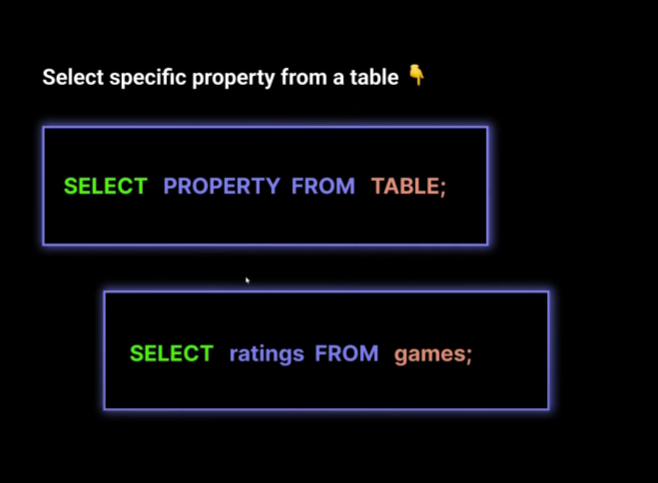 Select specific property from a table 👇
SELECT PROPERTY FROM TABLE;
SELECT ratings FROM games;